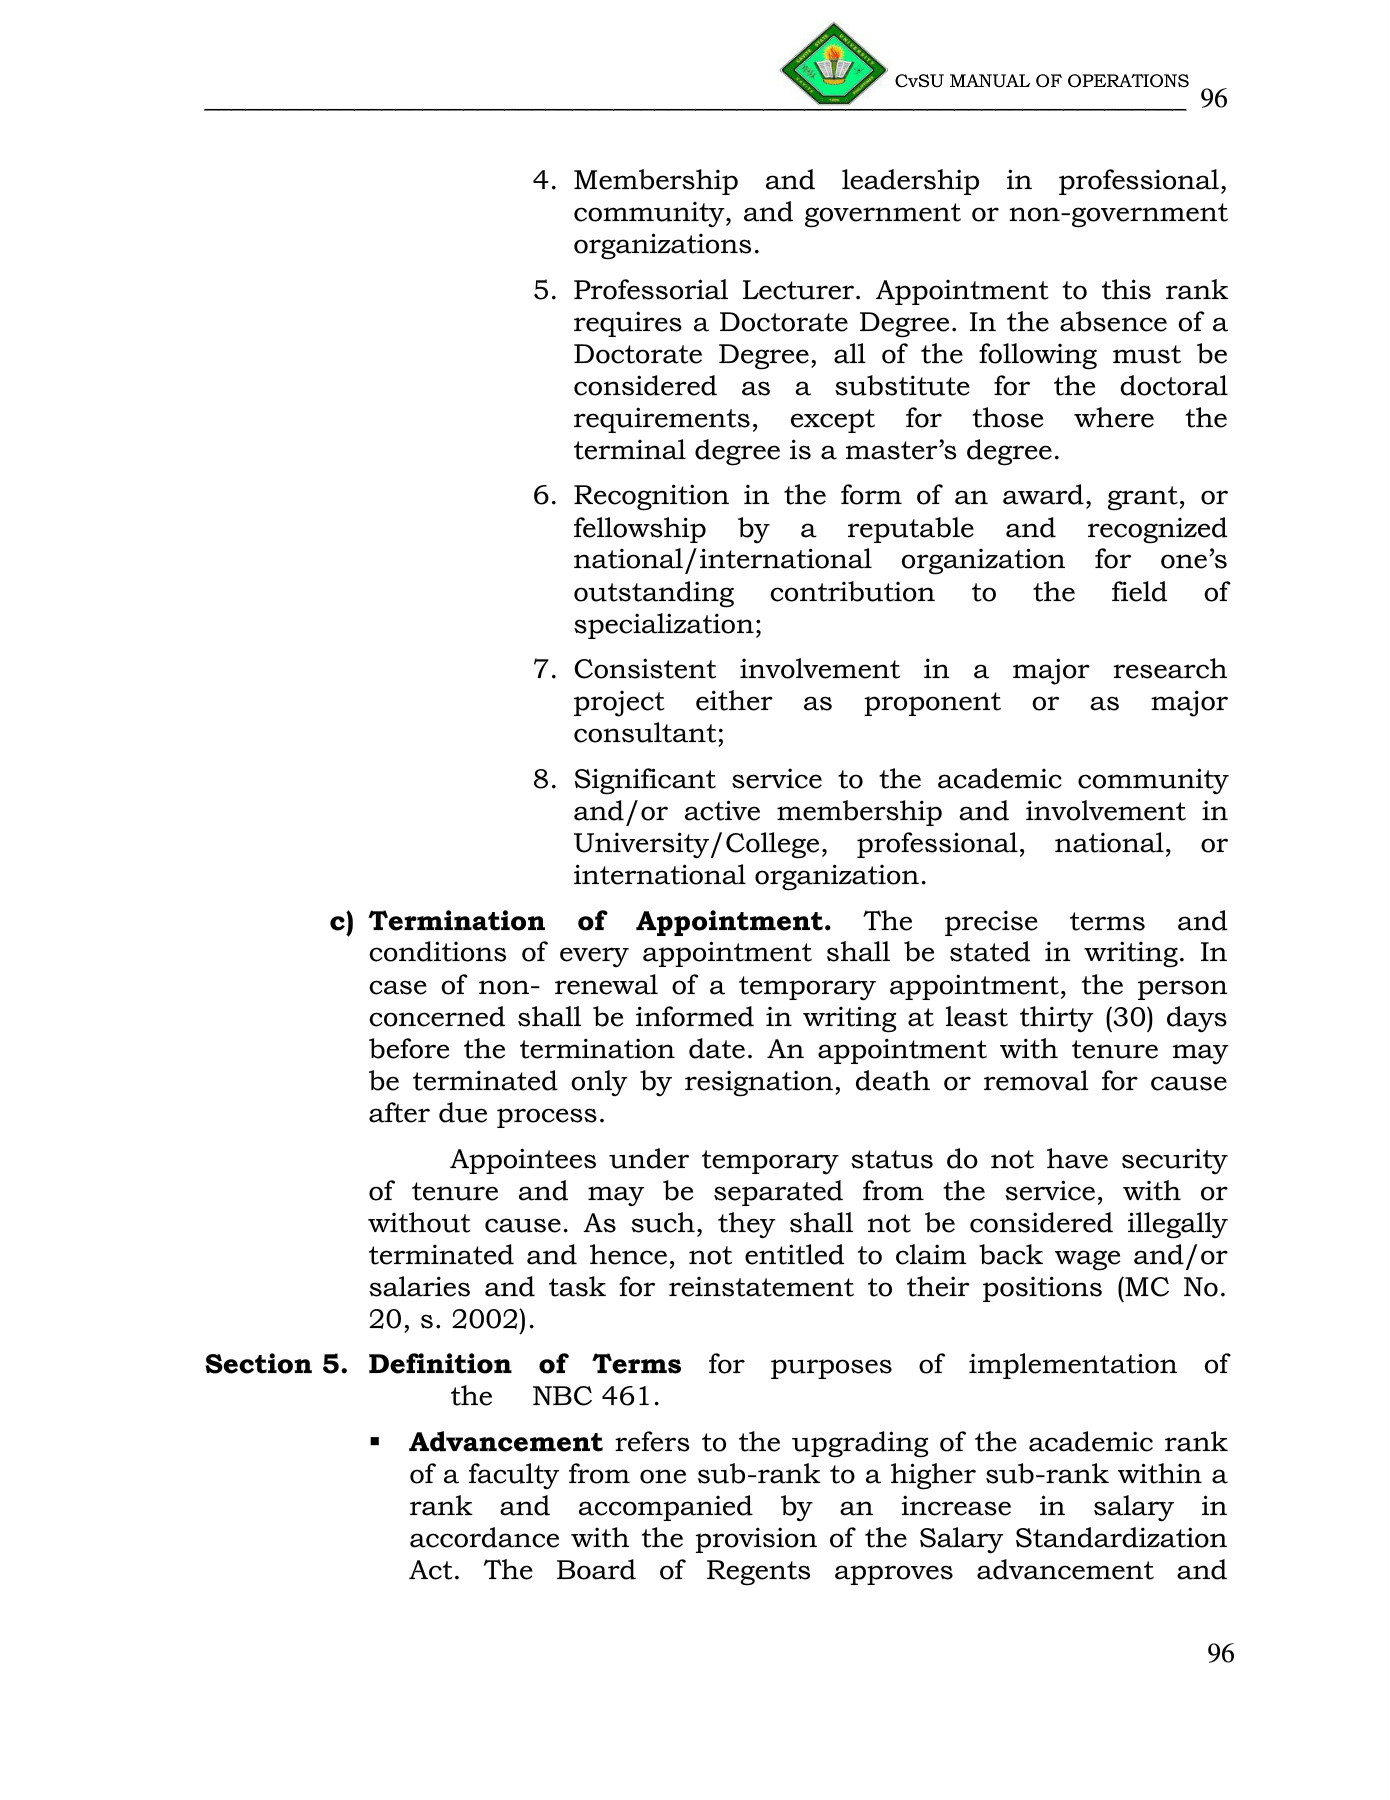 CvSU MANUAL OF OPERATIONS 96
4. Membership and leadership in professional,
community, and government or non-government
organizations.
5. Professorial Lecturer. Appointment to this rank
requires a Doctorate Degree. In the absence of a
Doctorate Degree, all of the following must be
considered as a substitute for the doctoral
requirements, except for those where the
terminal degree is a master’s degree.
6. Recognition in the form of an award, grant, or
fellowship by a reputable and recognized
national/international organization for one’s
outstanding contribution to the field of
specialization;
7. Consistent involvement in a major research
project either as proponent or as major
consultant;
8. Significant service to the academic community
and/or active membership and involvement in
University/College, professional, national, or
international organization.
c) Termination of Appointment. The precise terms and
conditions of every appointment shall be stated in writing. In
case of non- renewal of a temporary appointment, the person
concerned shall be informed in writing at least thirty (30) days
before the termination date. An appointment with tenure may
be terminated only by resignation, death or removal for cause
after due process.
Appointees under temporary status do not have security
of tenure and may be separated from the service, with or
without cause. As such, they shall not be considered illegally
terminated and hence, not entitled to claim back wage and/or
salaries and task for reinstatement to their positions (MC No.
20, s. 2002).
Section 5. Definition of Terms for purposes of implementation of
the NBC 461.
▪ Advancement refers to the upgrading of the academic rank
of a faculty from one sub-rank to a higher sub-rank within a
rank and accompanied by an increase in salary in
accordance with the provision of the Salary Standardization
Act. The Board of Regents approves advancement and
96